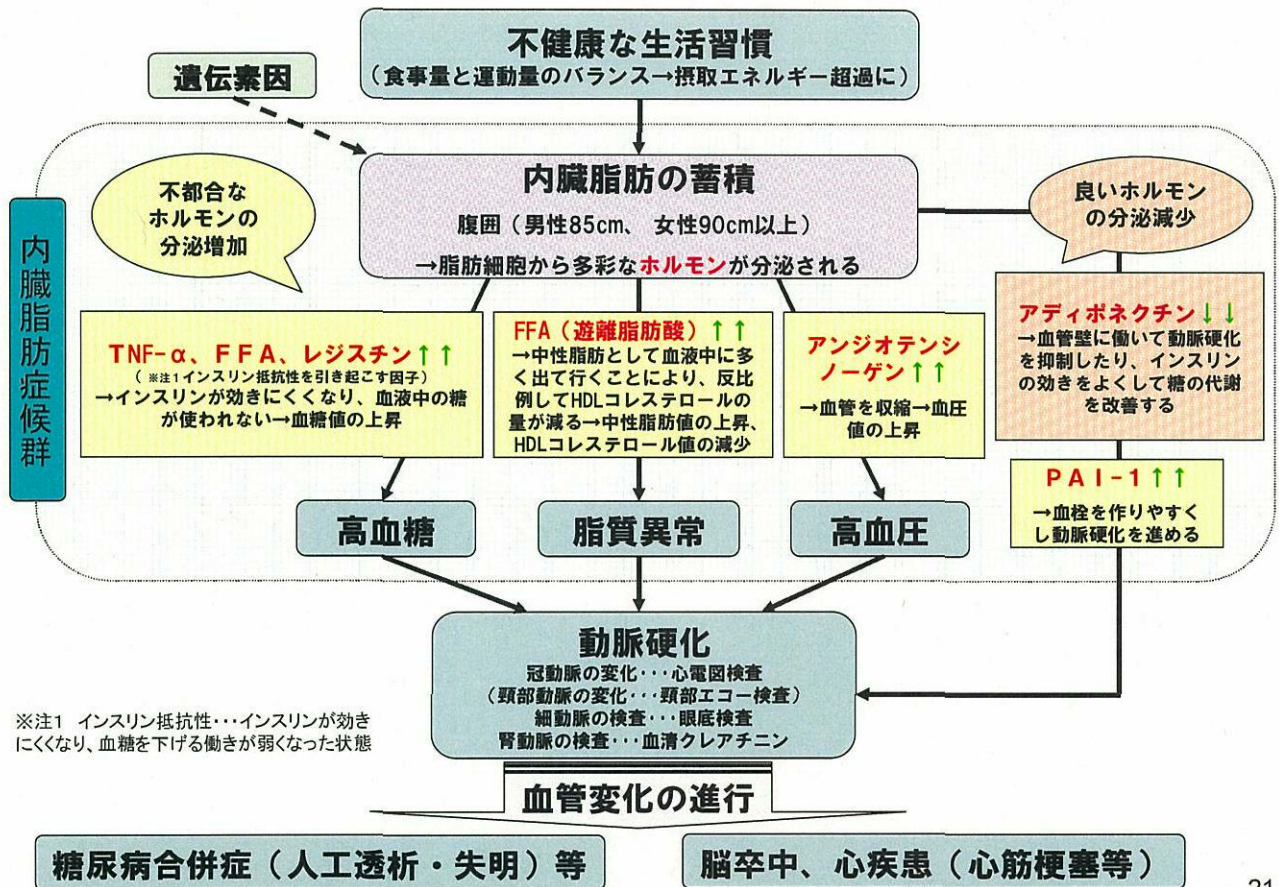 不健康な生活習慣
(食事量と運動量のバランス→摂取エネルギー超過に)
遺伝素因
内臓脂肪の蓄積
腹囲(男性85cm、 女性90cm以上)
→脂肪細胞から多彩なホルモンが分泌される
不都合な
ホルモンの
分泌増加
良いホルモン
の分泌減少
内臓脂肪症候群
TNF-α、FFA、レジスチン↑↑
( ※注1インスリン抵抗性を引き起こす因子)
→インスリンが効きにくくなり、血液中の糖
が使われない→血糖値の上昇
FFA(遊離脂肪酸)↑↑
→中性脂肪として血液中に多
く出て行くことにより、反比
例してHDLコレステロールの
量が減る→中性脂肪値の上昇、
HDLコレステロール値の減少
アンジオテンシ
ノーゲン↑↑
→血管を収縮→血圧
値の上昇
アディポネクチン↓↓
→血管壁に働いて動脈硬化
を抑制したり、インスリン
の効きをよくして糖の代謝
を改善する
PAI-1↑↑
→血栓を作りやすく
し動脈硬化を進める
高血糖
脂質異常
高血圧
動脈硬化
冠動脈の変化・・・心電図検査
(頸部動脈の変化・・・頸部エコー検査)
細動脈の検査・・・眼底検査
腎動脈の検査・・・血清クレアチニン
※注1 インスリン抵抗性・・・インスリンが効き
にくくなり、血糖を下げる働きが弱くなった状態
血管変化の進行
糖尿病合併症(人工透析・失明)等
脳卒中、心疾患(心筋梗塞等)
21